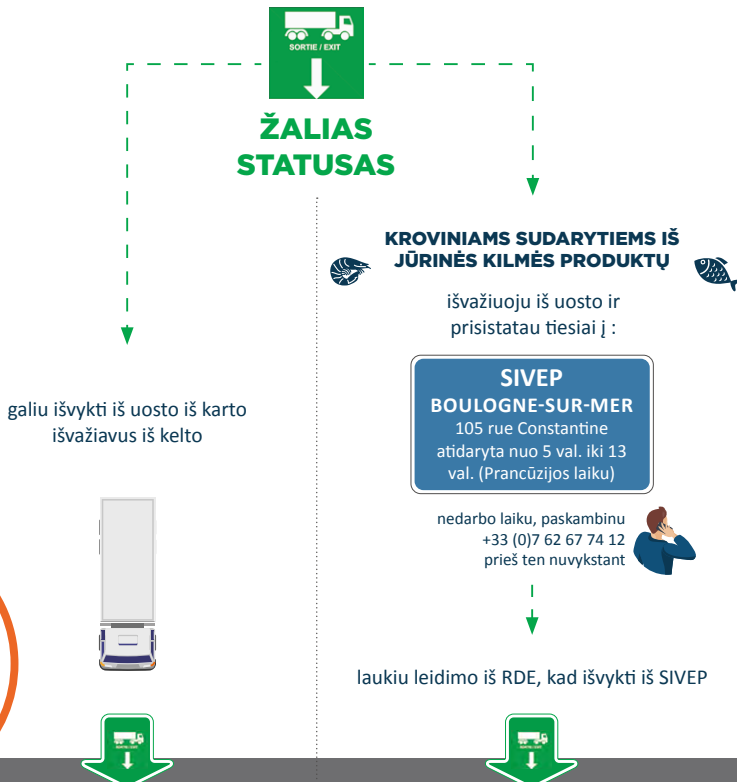 SORTIE / EXIT
ŽALIAS
STATUSAS
galiu išvykti iš uosto iš karto
išvažiavus iš kelto
KROVINIAMS SUDARYTIEMS IŠ
JŪRINĖS KILMĖS PRODUKTŲ
išvažiuoju iš uosto ir
prisistatau tiesiai į :
SIVEP
BOULOGNE-SUR-MER
105 rue Constantine
atidaryta nuo 5 val. iki 13
val. (Prancūzijos laiku)
nedarbo laiku, paskambinu
+33 (0)7 62 67 74 12
prieš ten nuvykstant
laukiu leidimo iš RDE, kad išvykti iš SIVEP